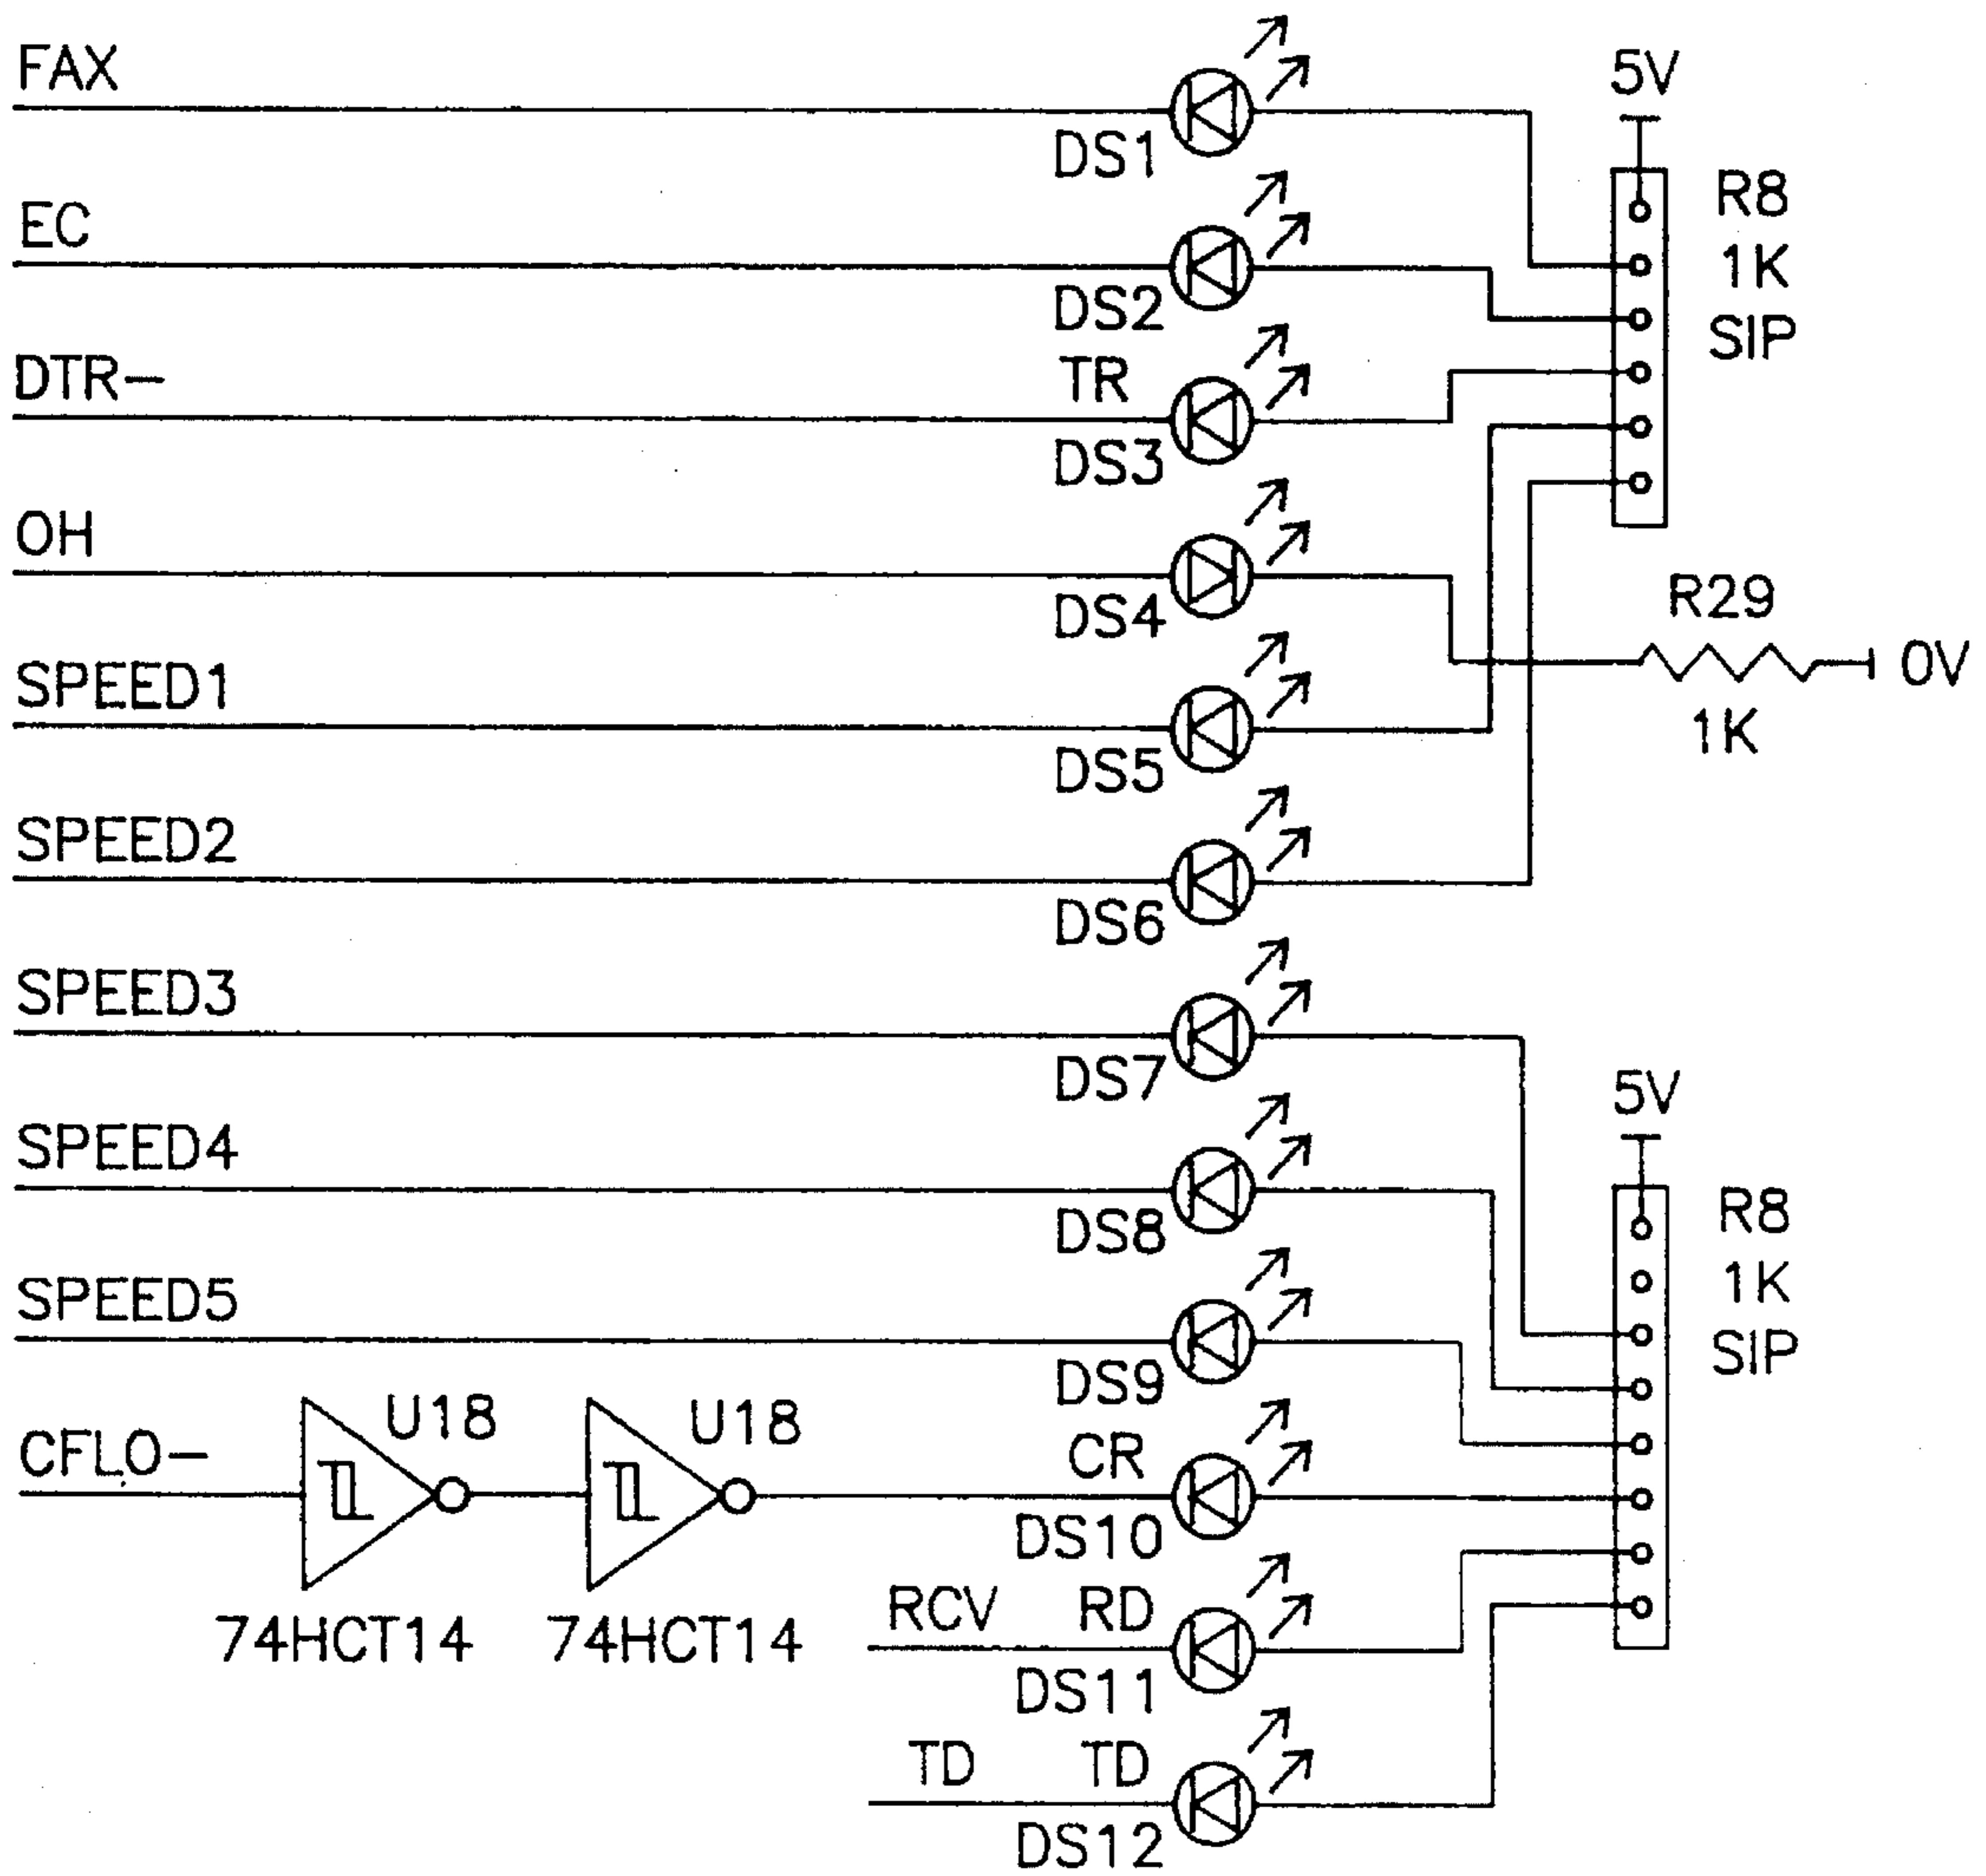 FAX
5V
DS1
R8
1K
SIP
EC
DS2
DTR-
TR
DS3
OH
DS4
R29
0V
1K
SPEED1
DS5
SPEED2
DS6
SPEED3
DS7
5V
SPEED4
DS8
R8
1K
SIP
SPEED5
DS9
CFLO-
U18
U18
CR
DS10
74HCT14
74HCT14
RCV
RD
DS11
TD
TD
DS12